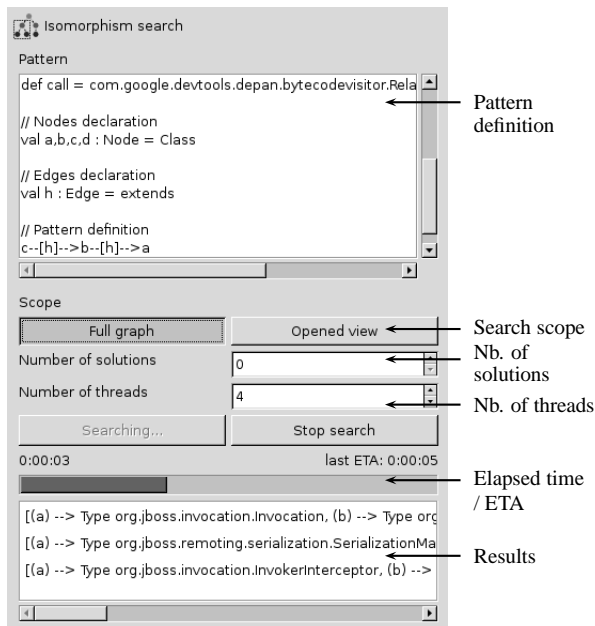 Isomorphism search
Pattern
def call = com.google.devtools.depan.bytecodevisitor.Rela
// Nodes declaration
val a,b,c,d : Node = Class
// Edges declaration
val h : Edge = extends
// Pattern definition
c--[h]-->b--[h]-->a
Pattern
definition
Scope
Full graph
Opened view
Search scope
Number of solutions
0
Nb. of
solutions
Number of threads
4
Nb. of threads
Searching...
Stop search
0:00:03
last ETA: 0:00:05
Elapsed time
/ ETA
[(a) --> Type org.jboss.invocation.Invocation, (b) --> Type org
[(a) --> Type org.jboss.remoting.serialization.SerializationMa
[(a) --> Type org.jboss.invocation.InvokerInterceptor, (b) -->
Results